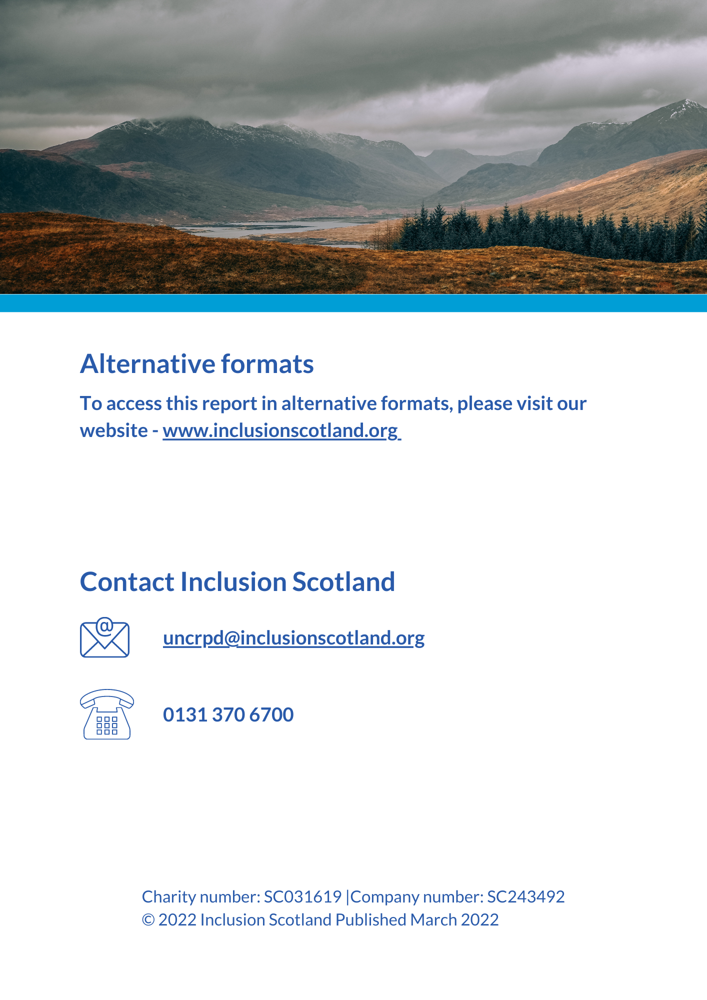 Alternative formats
To access this report in alternative formats, please visit our
website - www.inclusionscotland.org
Contact Inclusion Scotland
@
uncrpd@inclusionscotland.org
0131 370 6700
Charity number: SC031619 |Company number: SC243492
© 2022 Inclusion Scotland Published March 2022